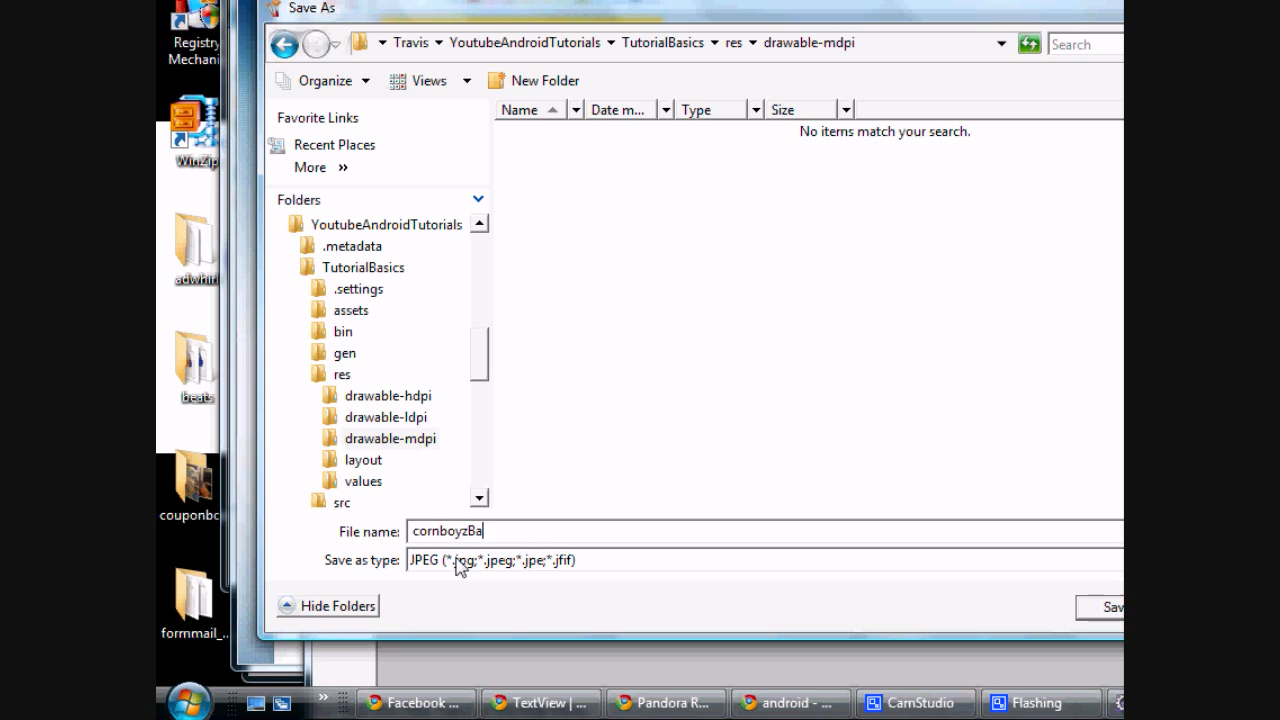 Save As
Registry
Mechani
Travis YoutubeAndroidTutorials TutorialBasics res drawable-mdpi
Search
Organize Views New Folder
Name Date m... Type Size
No items match your search.
Favorite Links
Recent Places
More »
WinZip
Folders
YoutubeAndroidTutorials
.metadata
TutorialBasics
.settings
assets
bin
gen
res
drawable-hdpi
drawable-ldpi
drawable-mdpi
layout
values
src
adwhirl
beats
couponbc
formmail_...
File name: cornboyzBa
Save as type: JPEG (*.jpg;*.jpeg;*.jpe;*.jfif)
Hide Folders
Sav
» Facebook ... TextView | ... Pandora R... android - ... CamStudio Flashing